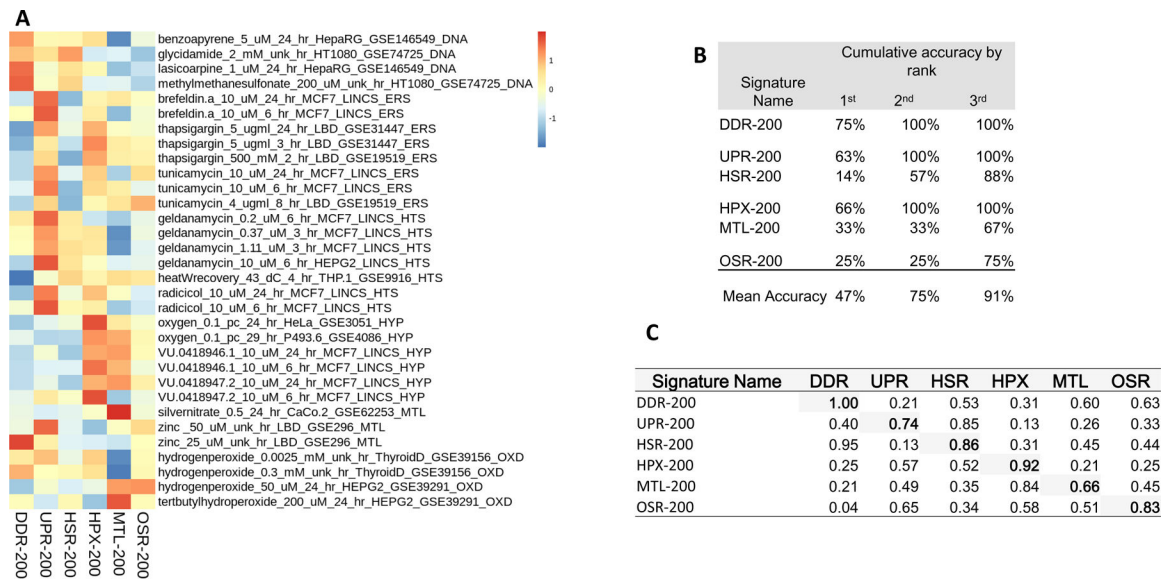 A
benzoapyrene_5_uM_24_hr_HepaRG_GSE146549_DNA
glycidamide_2_mM_unk_hr_HT1080_GSE74725_DNA
lasicoarpine_1_uM_24_hr_HepaRG_GSE146549_DNA
methylmethanesulfonate_200_uM_unk_hr_HT1080_GSE74725_DNA
brefeldin.a_10_uM_24_hr_MCF7_LINCS_ERS
brefeldin.a_10_uM_6_hr_MCF7_LINCS_ERS
thapsigargin_5_ugml_24_hr_LBD_GSE31447_ERS
thapsigargin_5_ugml_3_hr_LBD_GSE31447_ERS
thapsigargin_500_mM_2_hr_LBD_GSE19519_ERS
tunicamycin_10_uM_24_hr_MCF7_LINCS_ERS
tunicamycin_10_uM_6_hr_MCF7_LINCS_ERS
tunicamycin_4_ugml_8_hr_LBD_GSE19519_ERS
geldanamycin_0.2_uM_6_hr_MCF7_LINCS_HTS
geldanamycin_0.37_uM_3_hr_MCF7_LINCS_HTS
geldanamycin_1.11_uM_3_hr_MCF7_LINCS_HTS
geldanamycin_10_uM_6_hr_HEPG2_LINCS_HTS
heatWrecovery_43_dC_4_hr_THP.1_GSE9916_HTS
radicicol_10_uM_24_hr_MCF7_LINCS_HTS
radicicol_10_uM_6_hr_MCF7_LINCS_HTS
oxygen_0.1_pc_24_hr_HeLa_GSE3051_HYP
oxygen_0.1_pc_29_hr_P493.6_GSE4086_HYP
VU.0418946.1_10_uM_24_hr_MCF7_LINCS_HYP
VU.0418946.1_10_uM_6_hr_MCF7_LINCS_HYP
VU.0418947.2_10_uM_24_hr_MCF7_LINCS_HYP
VU.0418947.2_10_uM_6_hr_MCF7_LINCS_HYP
silvernitrate_0.5_24_hr_CaCo.2_GSE62253_MTL
zinc_50_uM_unk_hr_LBD_GSE296_MTL
zinc_25_uM_unk_hr_LBD_GSE296_MTL
hydrogenperoxide_0.0025_mM_unk_hr_ThyroidD_GSE39156_OXD
hydrogenperoxide_0.3_mM_unk_hr_ThyroidD_GSE39156_OXD
hydrogenperoxide_50_uM_24_hr_HEPG2_GSE39291_OXD
tertbutylhydroperoxide_200_uM_24_hr_HEPG2_GSE39291_OXD
DDR-200 UPR-200 HSR-200 HPX-200 MTL-200 OSR-200
1
0
-1
B
Cumulative accuracy by
rank
Signature
Name 1st 2nd 3rd
DDR-200 75% 100% 100%
UPR-200 63% 100% 100%
HSR-200 14% 57% 88%
HPX-200 66% 100% 100%
MTL-200 33% 33% 67%
OSR-200 25% 25% 75%
Mean Accuracy 47% 75% 91%
C
Signature Name DDR UPR HSR HPX MTL OSR
DDR-200 1.00 0.21 0.53 0.31 0.60 0.63
UPR-200 0.40 0.74 0.85 0.13 0.26 0.33
HSR-200 0.95 0.13 0.86 0.31 0.45 0.44
HPX-200 0.25 0.57 0.52 0.92 0.21 0.25
MTL-200 0.21 0.49 0.35 0.84 0.66 0.45
OSR-200 0.04 0.65 0.34 0.58 0.51 0.83